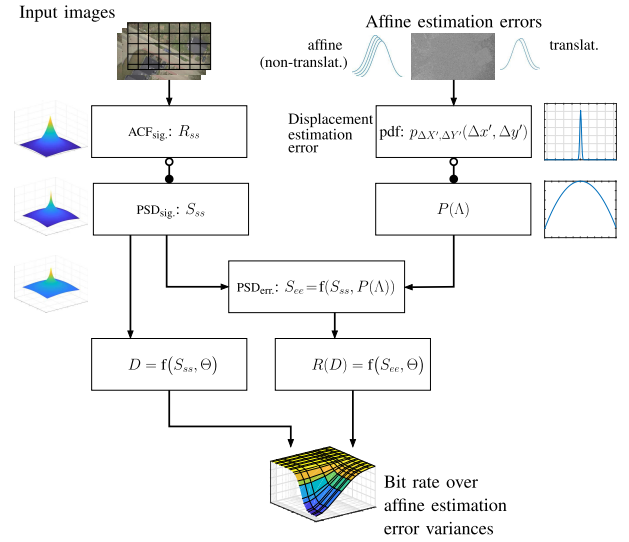 Input images
Affine estimation errors
affine
(non-translat.)
translat.
ACFsig.: Rss
Displacement
estimation
error
pdf: pΔX′,ΔY′(Δx′, Δy′)
PSDsig.: Sss
P(Λ)
PSDerr.: See=f(Sss, P(Λ))
D = f(Sss, Θ)
R(D) = f(See, Θ)
Bit rate over
affine estimation
error variances